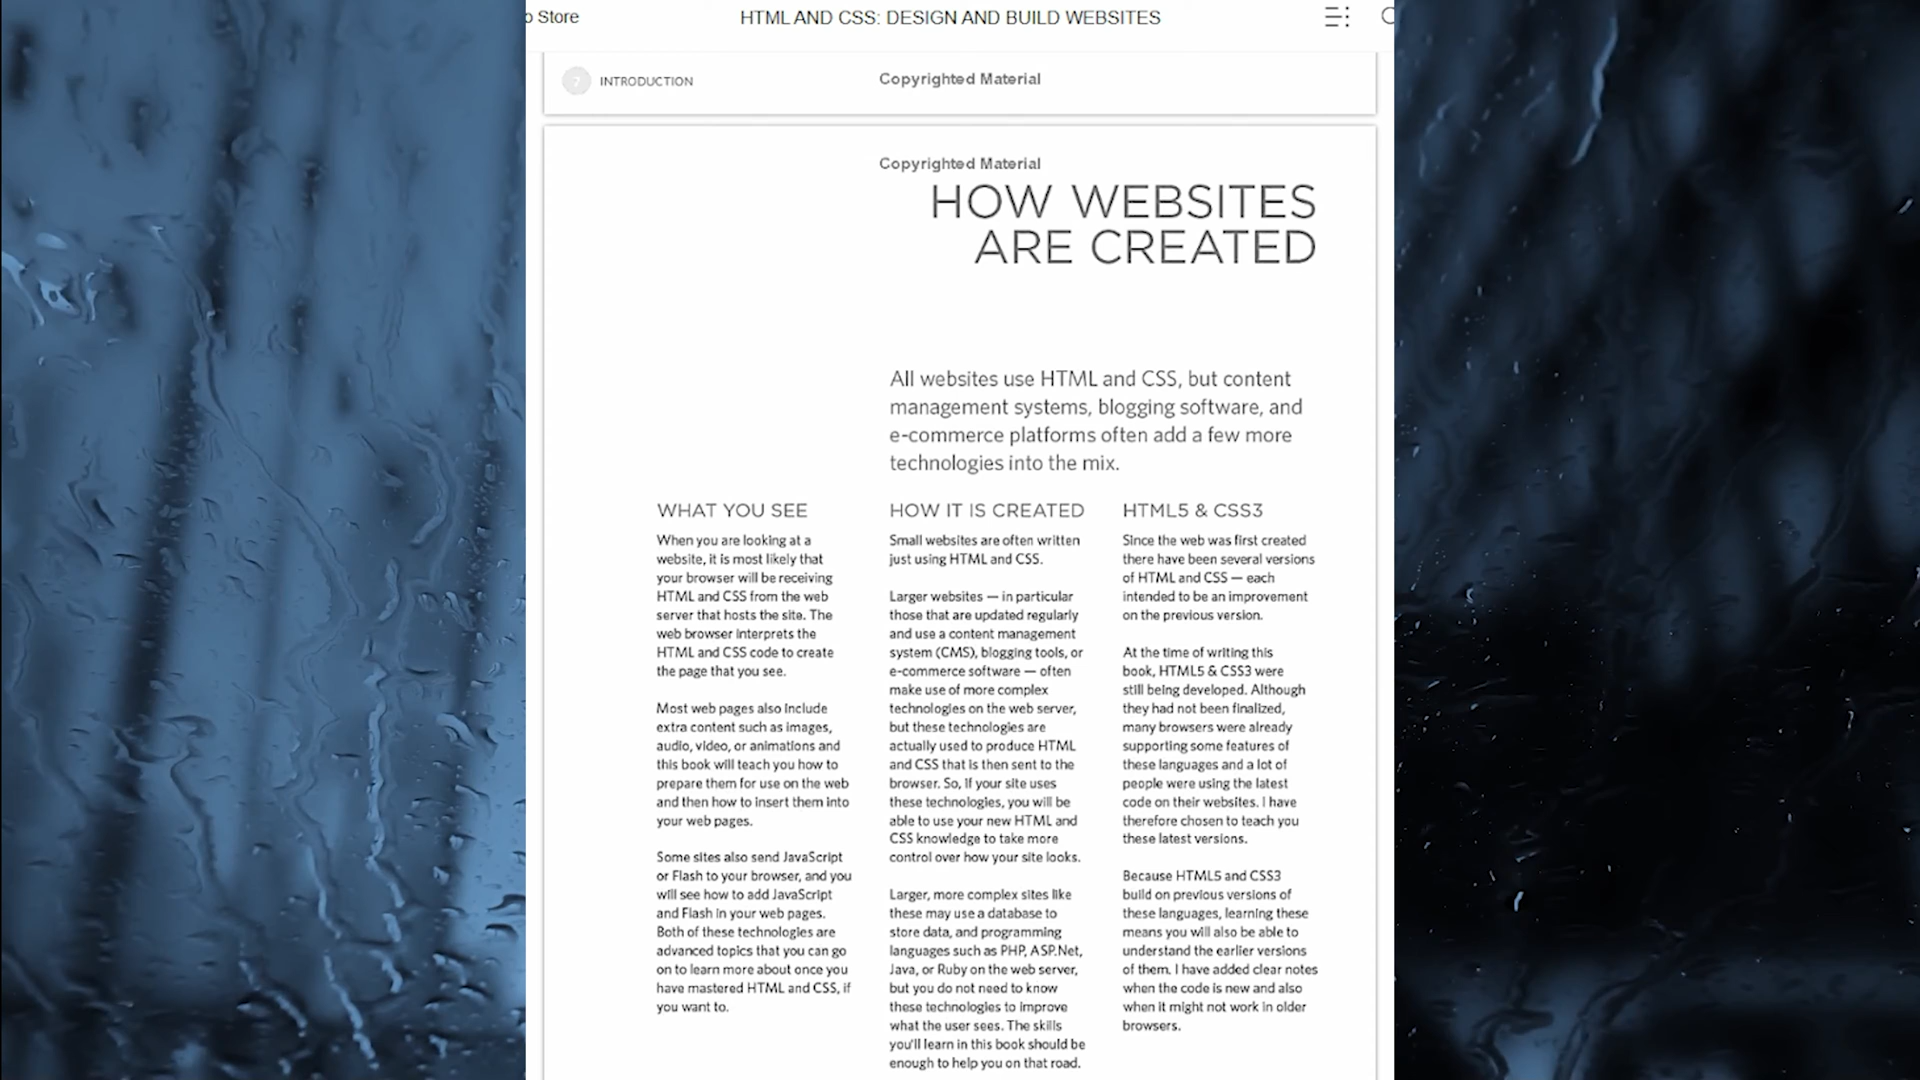 Store
HTML AND CSS: DESIGN AND BUILD WEBSITES
7 INTRODUCTION
Copyrighted Material
Copyrighted Material
HOW WEBSITES
ARE CREATED
All websites use HTML and CSS, but content
management systems, blogging software, and
e-commerce platforms often add a few more
technologies into the mix.
WHAT YOU SEE
When you are looking at a
website, it is most likely that
your browser will be receiving
HTML and CSS from the web
server that hosts the site. The
web browser interprets the
HTML and CSS code to create
the page that you see.
Most web pages also include
extra content such as images,
audio, video, or animations and
this book will teach you how to
prepare them for use on the web
and then how to insert them into
your web pages.
Some sites also send JavaScript
or Flash to your browser, and you
will see how to add JavaScript
and Flash in your web pages.
Both of these technologies are
advanced topics that you can go
on to learn more about once you
have mastered HTML and CSS, if
you want to.
HOW IT IS CREATED
Small websites are often written
just using HTML and CSS.
Larger websites — in particular
those that are updated regularly
and use a content management
system (CMS), blogging tools, or
e-commerce software — often
make use of more complex
technologies on the web server,
but these technologies are
actually used to produce HTML
and CSS that is then sent to the
browser. So, if your site uses
these technologies, you will be
able to use your new HTML and
CSS knowledge to take more
control over how your site looks.
Larger, more complex sites like
these may use a database to
store data, and programming
languages such as PHP, ASP.Net,
Java, or Ruby on the web server,
but you do not need to know
these technologies to improve
what the user sees. The skills
you'll learn in this book should be
enough to help you on that road.
HTML5 & CSS3
Since the web was first created
there have been several versions
of HTML and CSS — each
intended to be an improvement
on the previous version.
At the time of writing this
book, HTML5 & CSS3 were
still being developed. Although
they had not been finalized,
many browsers were already
supporting some features of
these languages and a lot of
people were using the latest
code on their websites. I have
therefore chosen to teach you
these latest versions.
Because HTML5 and CSS3
build on previous versions of
these languages, learning these
means you will also be able to
understand the earlier versions
of them. I have added clear notes
when the code is new and also
when it might not work in older
browsers.